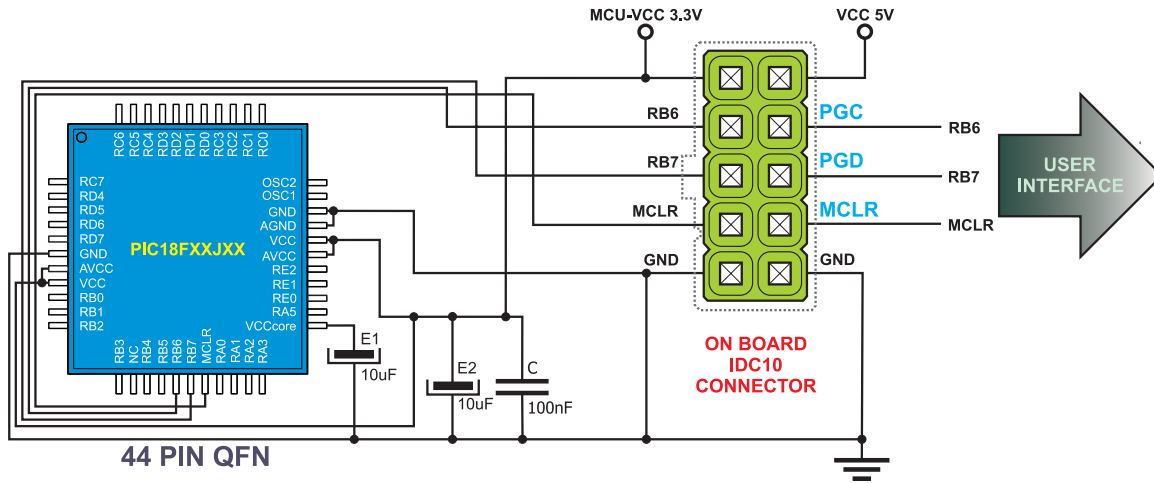 MCU-VCC 3.3V
VCC 5V
RB6
PGC
RB6
RB7
PGD
RB7
MCLR
MCLR
MCLR
GND
GND
USER
INTERFACE
ON BOARD
IDC10
CONNECTOR
RC6
RC5
RC4
RD3
RD2
RD1
RD0
RC3
RC2
RC1
RC0
RC7
RD4
RD5
RD6
RD7
GND
AVCC
VCC
RB0
RB1
RB2
PIC18FXXJXX
OSC2
OSC1
GND
AGND
VCC
AVCC
RE2
RE1
RE0
RA5
VCCcore
RB3
NC
RB4
RB5
RB6
RB7
MCLR
RA0
RA1
RA2
RA3
E1
10uF
E2
10uF
C
100nF
44 PIN QFN